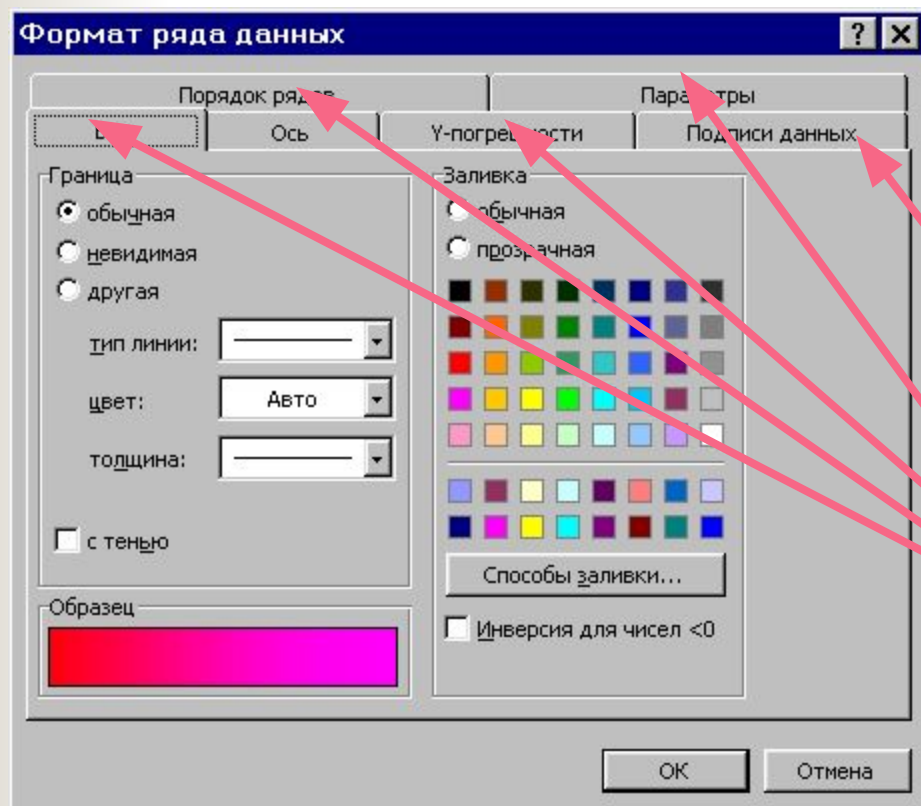 Формат ряда данных
Порядок рядов
Параметры
Ось
Y-погрешности
Подписи данных
Граница
обычная
невидимая
другая
тип линии:
цвет: Авто
толщина:
с тенью
Образец
Заливка
обычная
прозрачная
Способы заливки...
Инверсия для чисел <0
ОК
Отмена